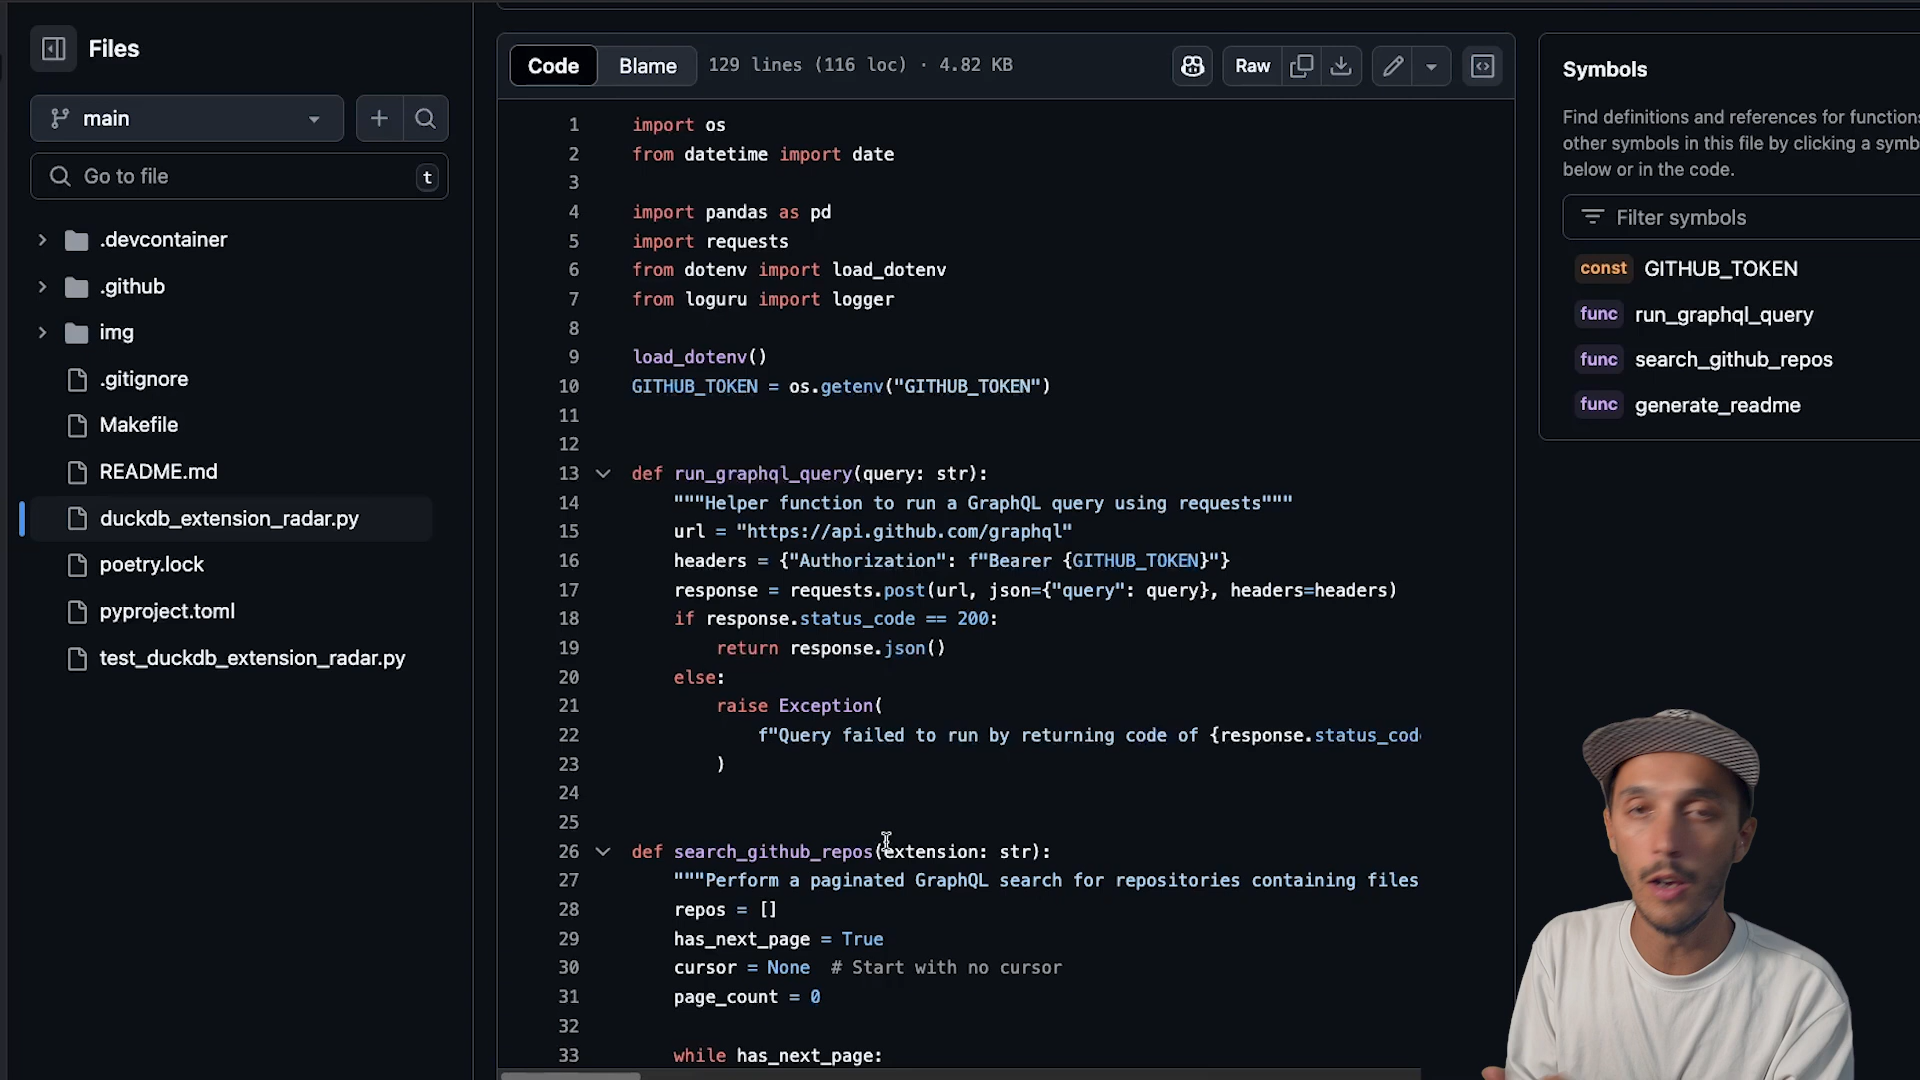 Files
main
Go to file
t
.devcontainer
.github
img
.gitignore
Makefile
README.md
duckdb_extension_radar.py
poetry.lock
pyproject.toml
test_duckdb_extension_radar.py
Code
Blame
129 lines (116 loc) · 4.82 KB
Raw
1 import os
2 from datetime import date
3
4 import pandas as pd
5 import requests
6 from dotenv import load_dotenv
7 from loguru import logger
8
9 load_dotenv()
10 GITHUB_TOKEN = os.getenv("GITHUB_TOKEN")
11
12
13 def run_graphql_query(query: str):
14 """Helper function to run a GraphQL query using requests"""
15 url = "https://api.github.com/graphql"
16 headers = {"Authorization": f"Bearer {GITHUB_TOKEN}"}
17 response = requests.post(url, json={"query": query}, headers=headers)
18 if response.status_code == 200:
19 return response.json()
20 else:
21 raise Exception(
22 f"Query failed to run by returning code of {response.status_cod
23 )
24
25
26 def search_github_repos(extension: str):
27 """Perform a paginated GraphQL search for repositories containing files
28 repos = []
29 has_next_page = True
30 cursor = None # Start with no cursor
31 page_count = 0
32
33 while has_next_page:
Symbols
Find definitions and references for functions
other symbols in this file by clicking a symb
below or in the code.
Filter symbols
const GITHUB_TOKEN
func run_graphql_query
func search_github_repos
func generate_readme